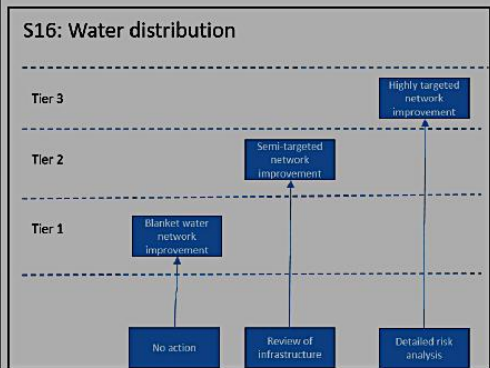 S16: Water distribution
Tier 3
Highly targeted
network
improvement
Tier 2
Semi-targeted
network
improvement
Tier 1
Blanket water
network
improvement
No action
Review of
infrastructure
Detailed risk
analysis